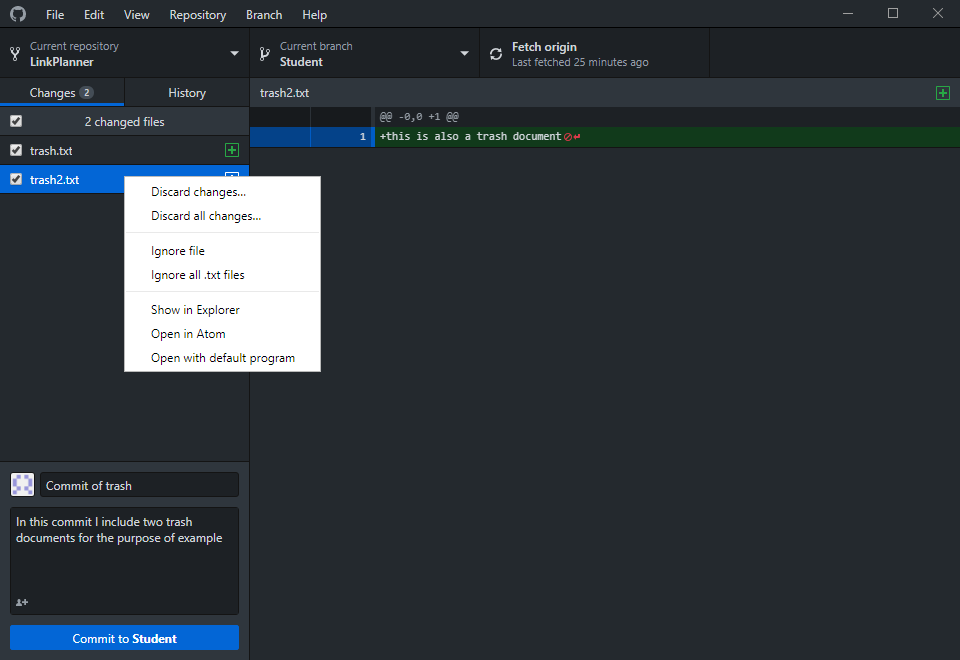 File Edit View Repository Branch Help
Current repository
LinkPlanner
Current branch
Student
Fetch origin
Last fetched 25 minutes ago
Changes 2 History
trash2.txt
2 changed files
@@ -0,0 +1 @@
1 +this is also a trash document
trash.txt
trash2.txt
Discard changes...
Discard all changes...
Ignore file
Ignore all .txt files
Show in Explorer
Open in Atom
Open with default program
Commit of trash
In this commit I include two trash
documents for the purpose of example
Commit to Student